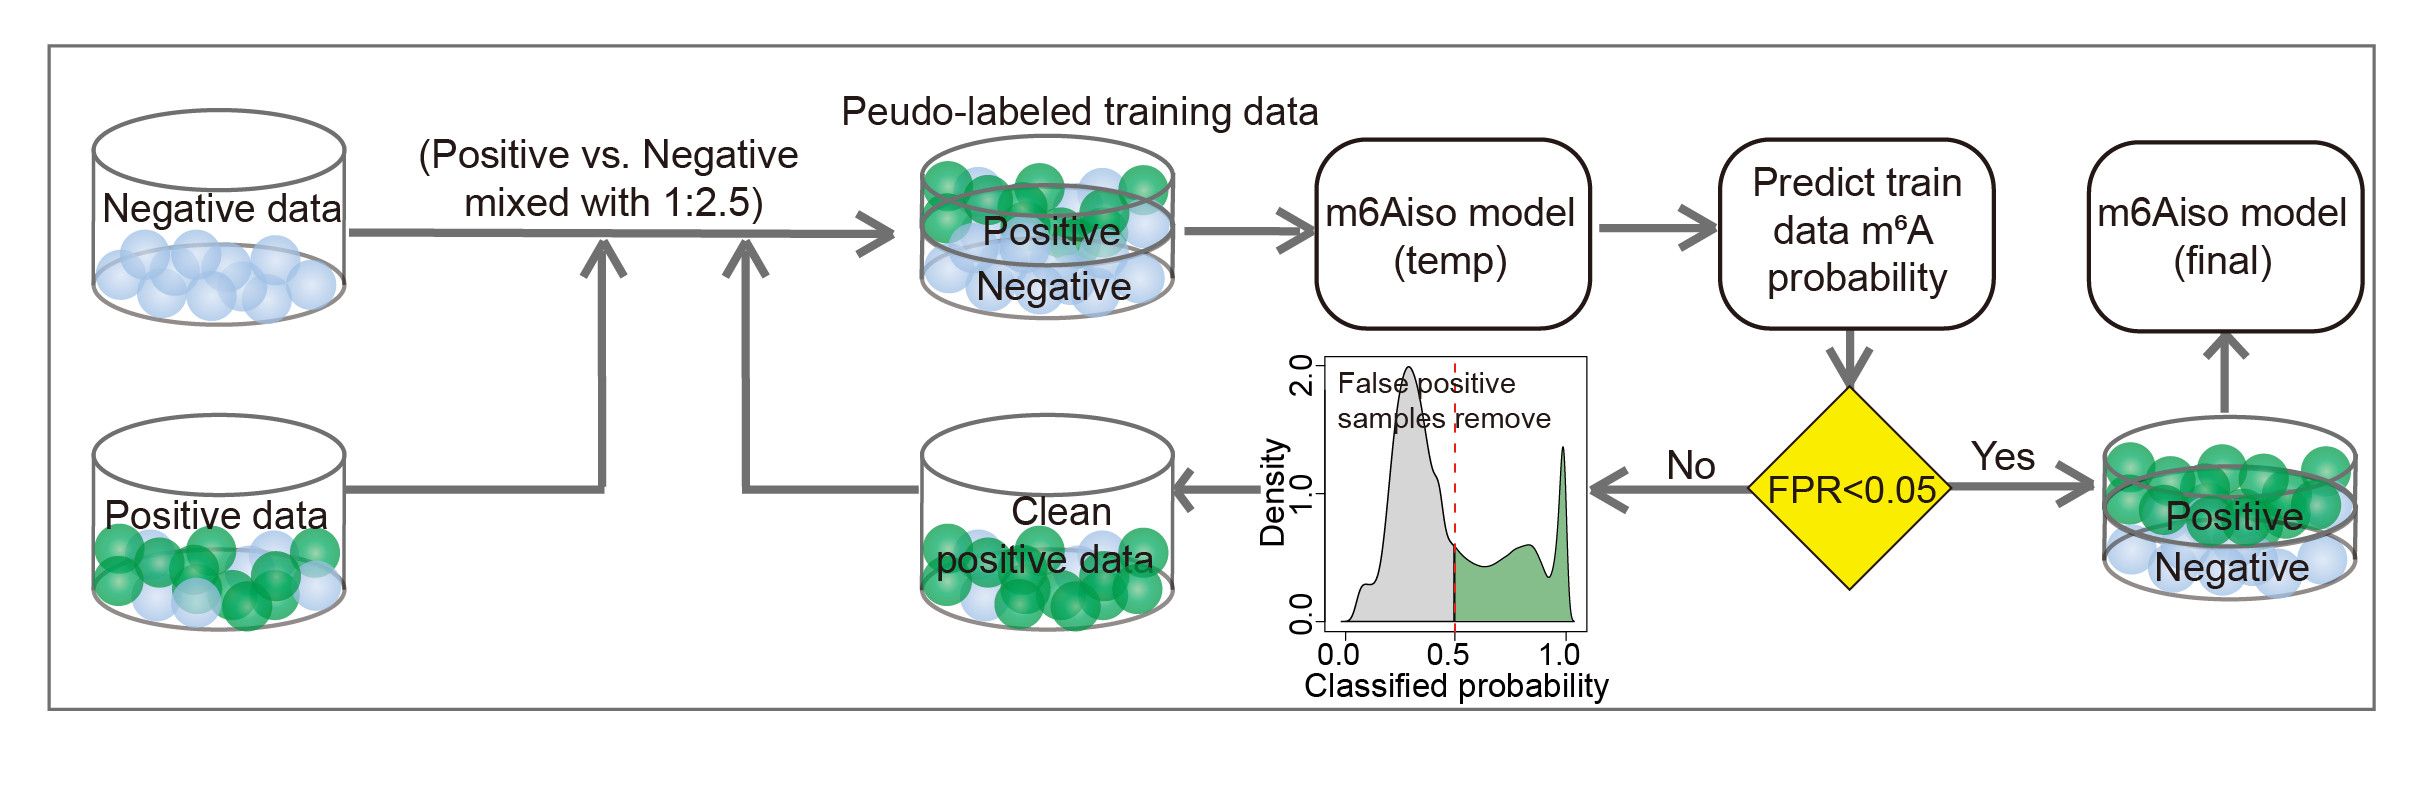 Negative data
(Positive vs. Negative
mixed with 1:2.5)
Peudo-labeled training data
Positive
Negative
m6Aiso model
(temp)
Predict train
data m⁶A
probability
m6Aiso model
(final)
Positive data
Clean
positive data
False positive
samples remove
Density
0.0
1.0
2.0
0.0
0.5
1.0
Classified probability
No
FPR<0.05
Yes
Positive
Negative